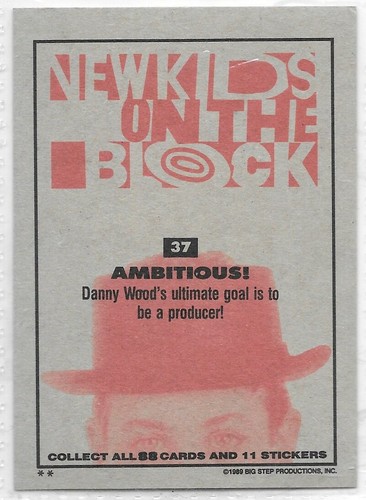 NEW KIDS
ON THE
BLOCK
37
AMBITIOUS!
Danny Wood's ultimate goal is to
be a producer!
COLLECT ALL 88 CARDS AND 11 STICKERS
** ©1989 BIG STEP PRODUCTIONS, INC.